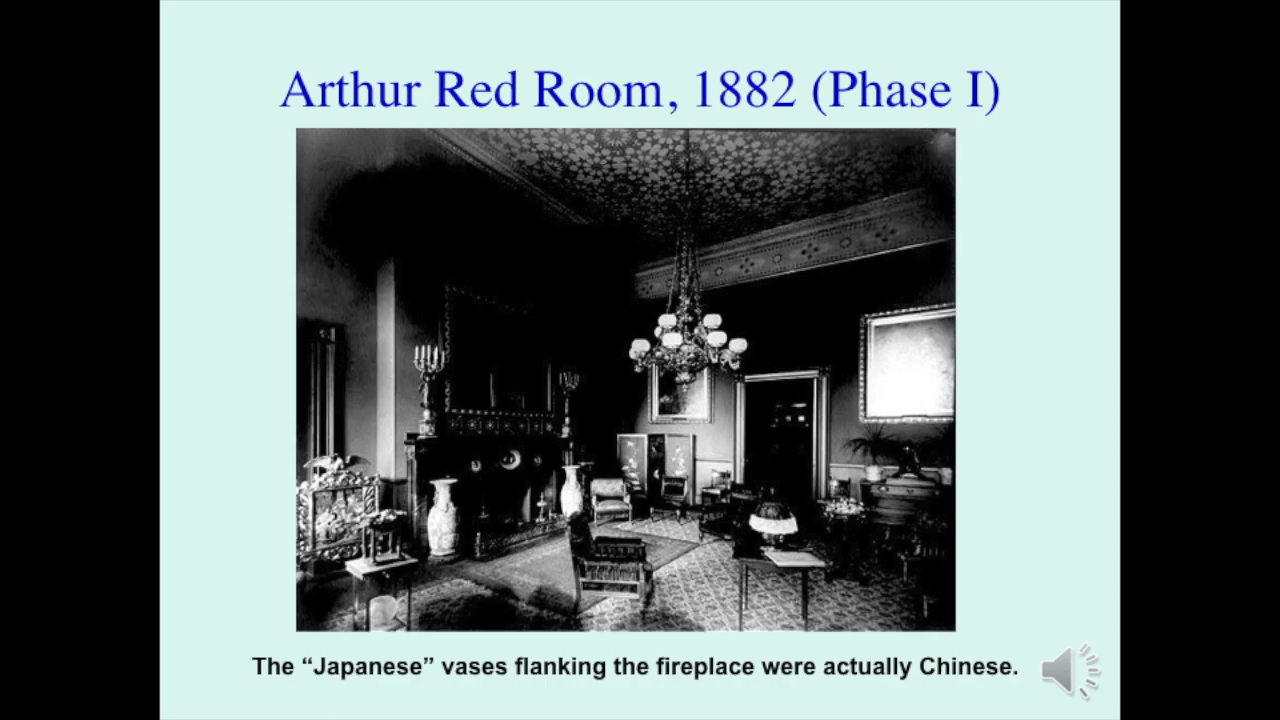 Arthur Red Room, 1882 (Phase I)
The “Japanese” vases flanking the fireplace were actually Chinese.